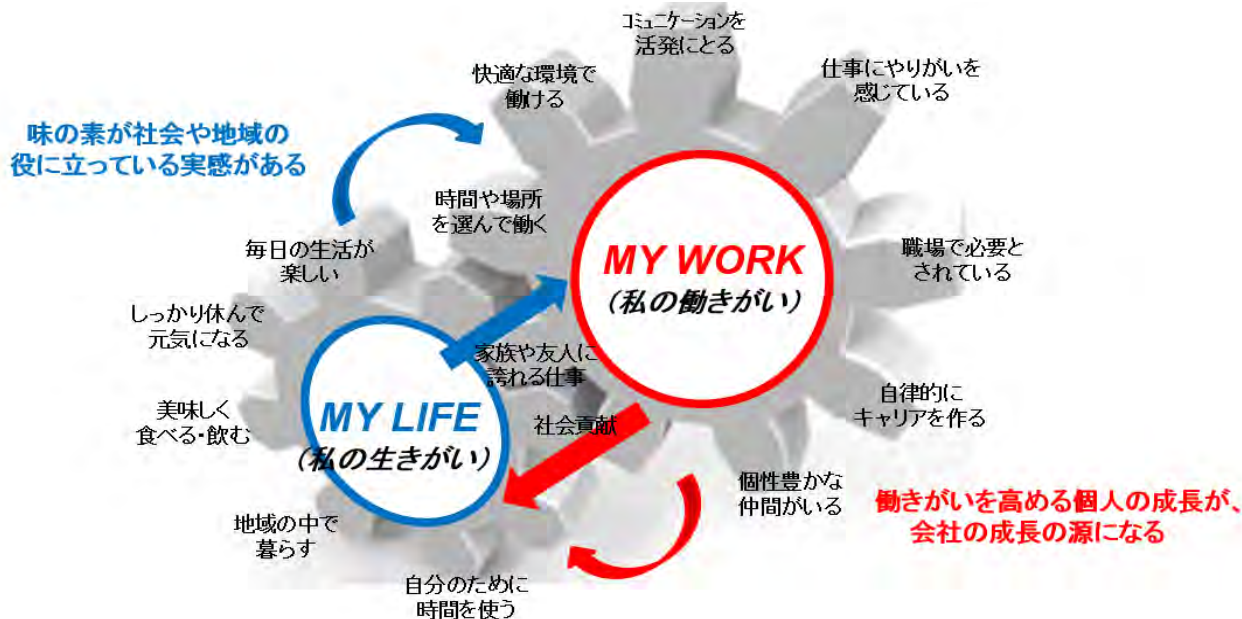 コミュニケーションを
活発にとる
快適な環境で
働ける
仕事にやりがいを
感じている
味の素が社会や地域の
役に立っている実感がある
時間や場所
を選んで働く
毎日の生活が
楽しい
MY WORK
(私の働きがい)
職場で必要と
されている
しっかり休んで
元気になる
家族や友人に
誇れる仕事
美味しく
食べる・飲む
MY LIFE
(私の生きがい)
社会貢献
自律的に
キャリアを作る
個性豊かな
仲間がいる
働きがいを高める個人の成長が、
会社の成長の源になる
地域の中で
暮らす
自分のために
時間を使う